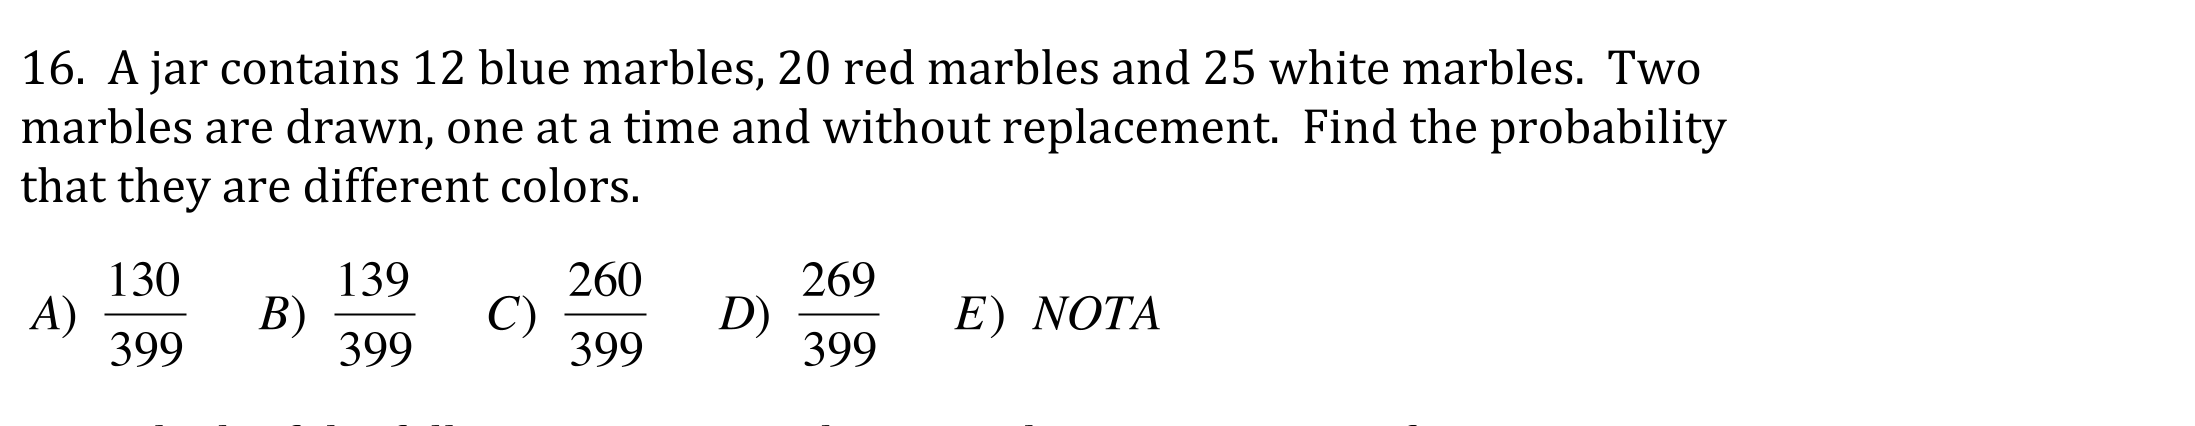 16. A jar contains 12 blue marbles, 20 red marbles and 25 white marbles. Two
marbles are drawn, one at a time and without replacement. Find the probability
that they are different colors.
A) 130/399 B) 139/399 C) 260/399 D) 269/399 E) NOTA